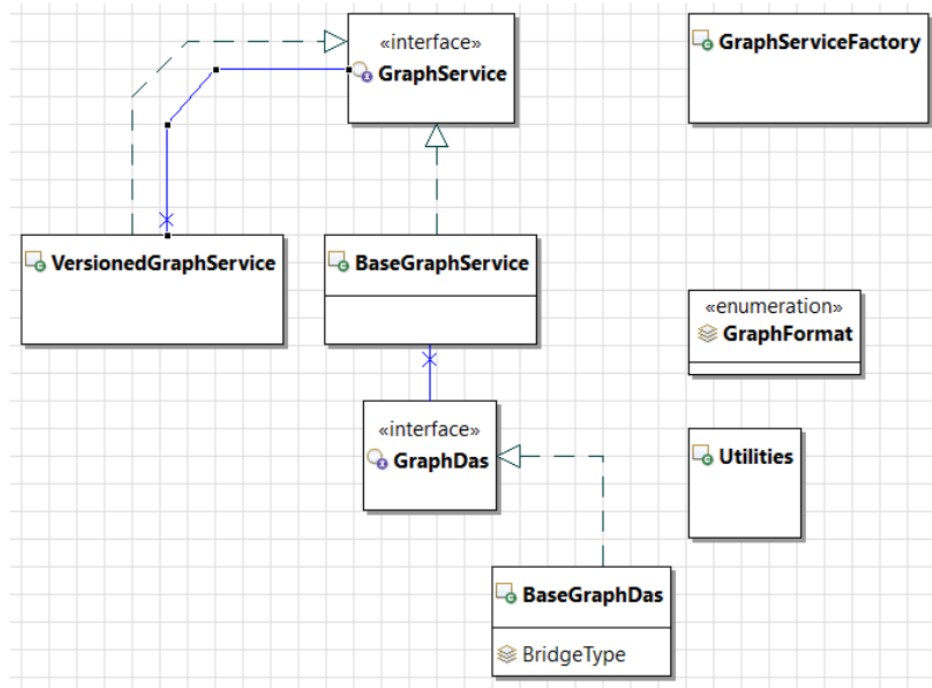 «interface»
GraphService
GraphServiceFactory
VersionedGraphService
BaseGraphService
«enumeration»
GraphFormat
«interface»
GraphDas
Utilities
BaseGraphDas
BridgeType